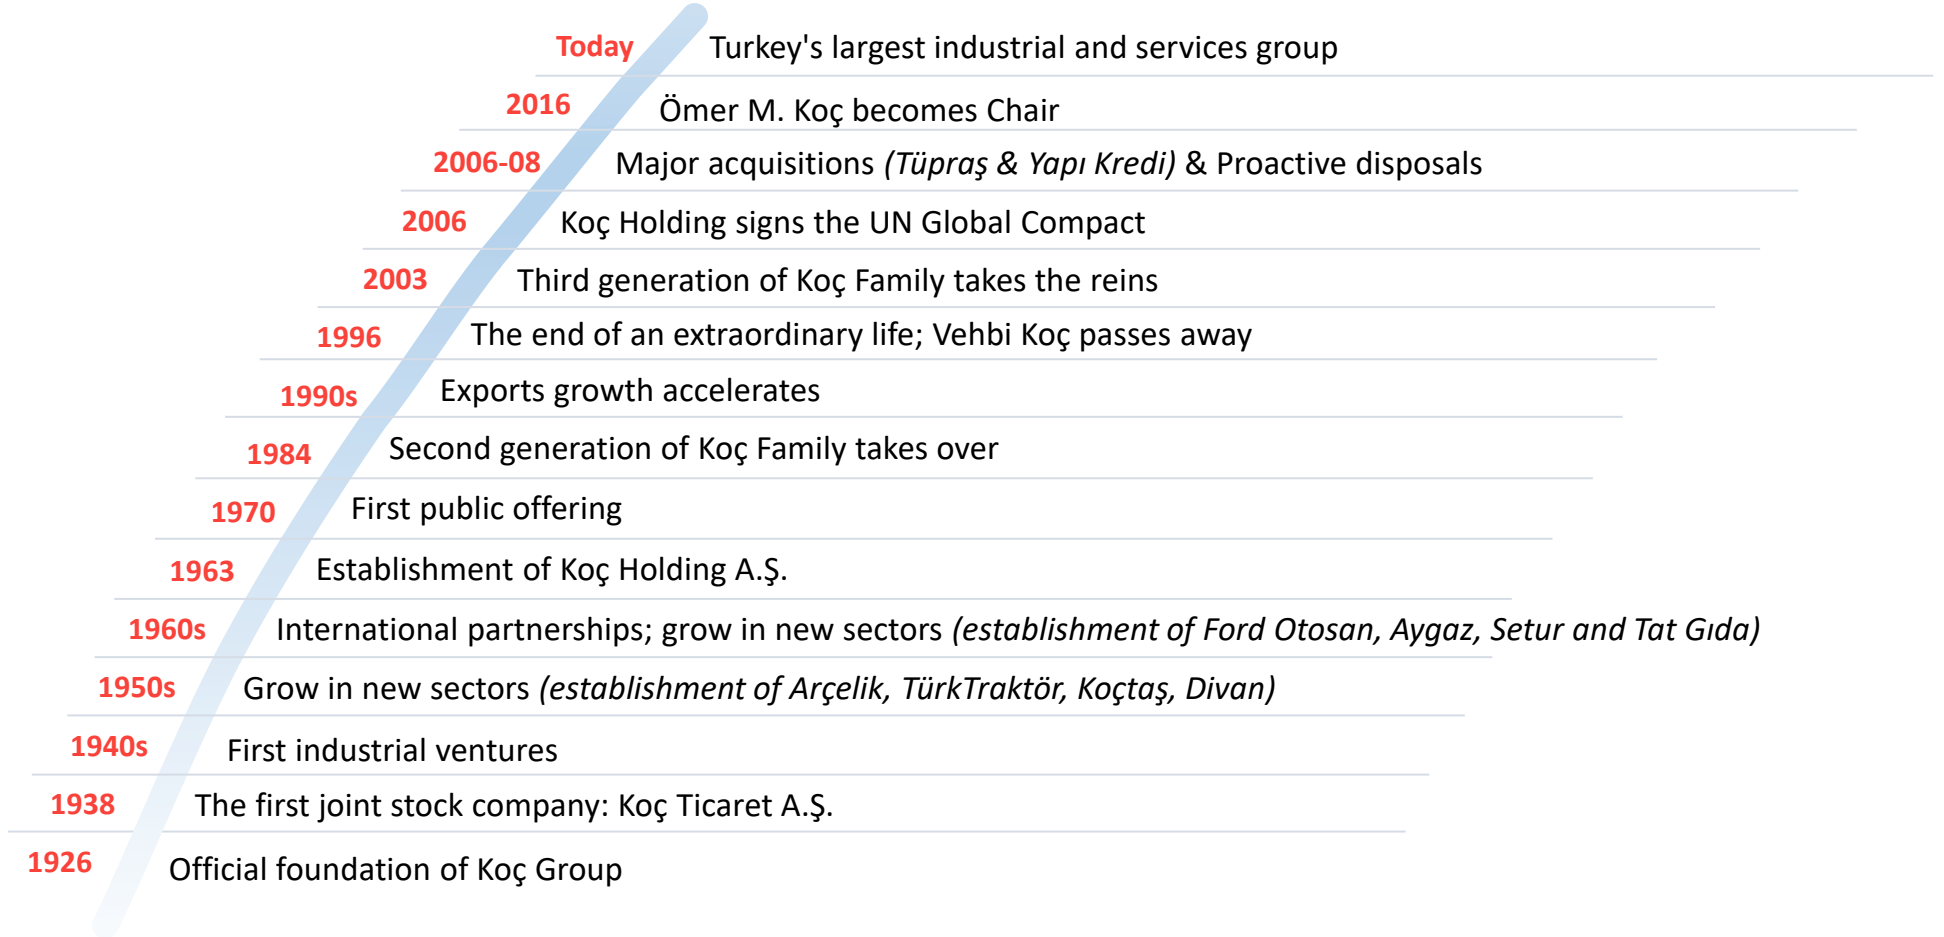 Today Turkey's largest industrial and services group
2016 Ömer M. Koç becomes Chair
2006-08 Major acquisitions (Tüpraş & Yapı Kredi) & Proactive disposals
2006 Koç Holding signs the UN Global Compact
2003 Third generation of Koç Family takes the reins
1996 The end of an extraordinary life; Vehbi Koç passes away
1990s Exports growth accelerates
1984 Second generation of Koç Family takes over
1970 First public offering
1963 Establishment of Koç Holding A.Ş.
1960s International partnerships; grow in new sectors (establishment of Ford Otosan, Aygaz, Setur and Tat Gıda)
1950s Grow in new sectors (establishment of Arçelik, TürkTraktör, Koçtaş, Divan)
1940s First industrial ventures
1938 The first joint stock company: Koç Ticaret A.Ş.
1926 Official foundation of Koç Group